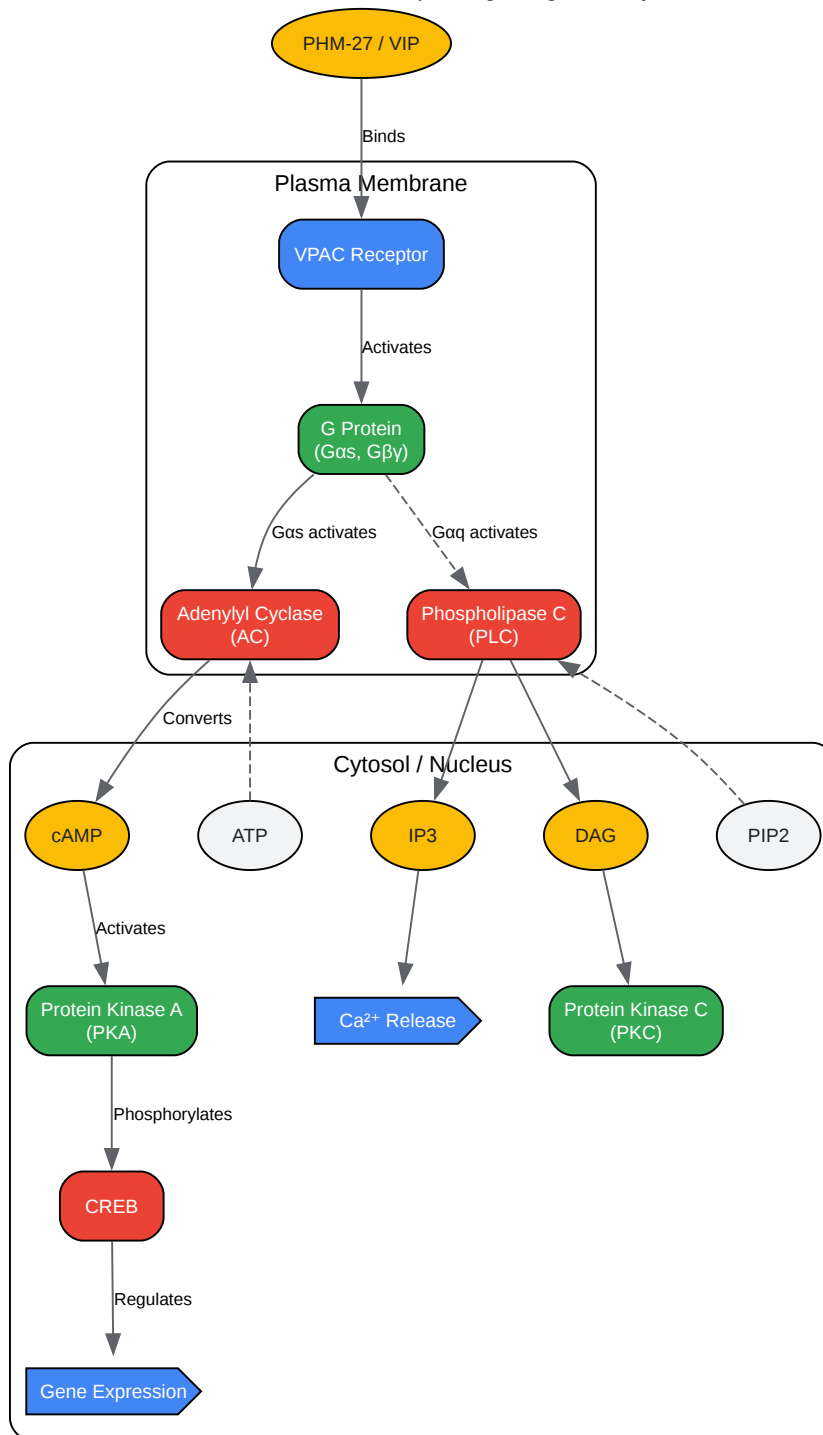 PHM-27 / VIP
Binds
Plasma Membrane
VPAC Receptor
Activates
G Protein
(Gαs, Gβγ)
Gαs activates
Gαq activates
Adenylyl Cyclase
(AC)
Phospholipase C
(PLC)
Converts
Cytosol / Nucleus
cAMP
ATP
IP3
DAG
PIP2
Activates
Protein Kinase A
(PKA)
Ca²⁺ Release
Protein Kinase C
(PKC)
Phosphorylates
CREB
Regulates
Gene Expression